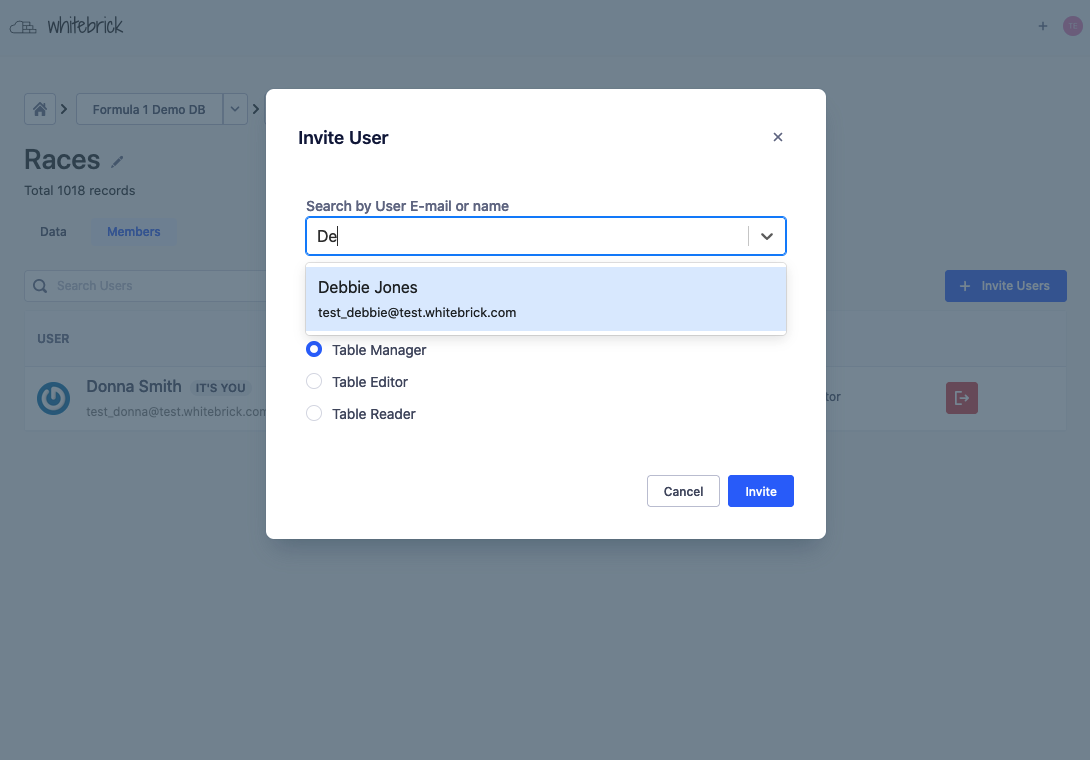 whitebrick
Formula 1 Demo DB
Races
Total 1018 records
Data
Members
Search Users
Invite Users
USER
Donna Smith IT'S YOU
test_donna@test.whitebrick.con
tor
Invite User
Search by User E-mail or name
De
Debbie Jones
test_debbie@test.whitebrick.com
Table Manager
Table Editor
Table Reader
Cancel
Invite